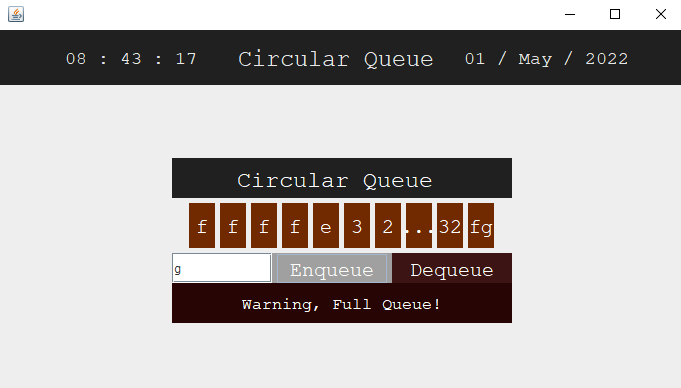 08 : 43 : 17 Circular Queue 01 / May / 2022
Circular Queue
f f f f e 3 2 ... 32 fg
g Enqueue Dequeue
Warning, Full Queue!